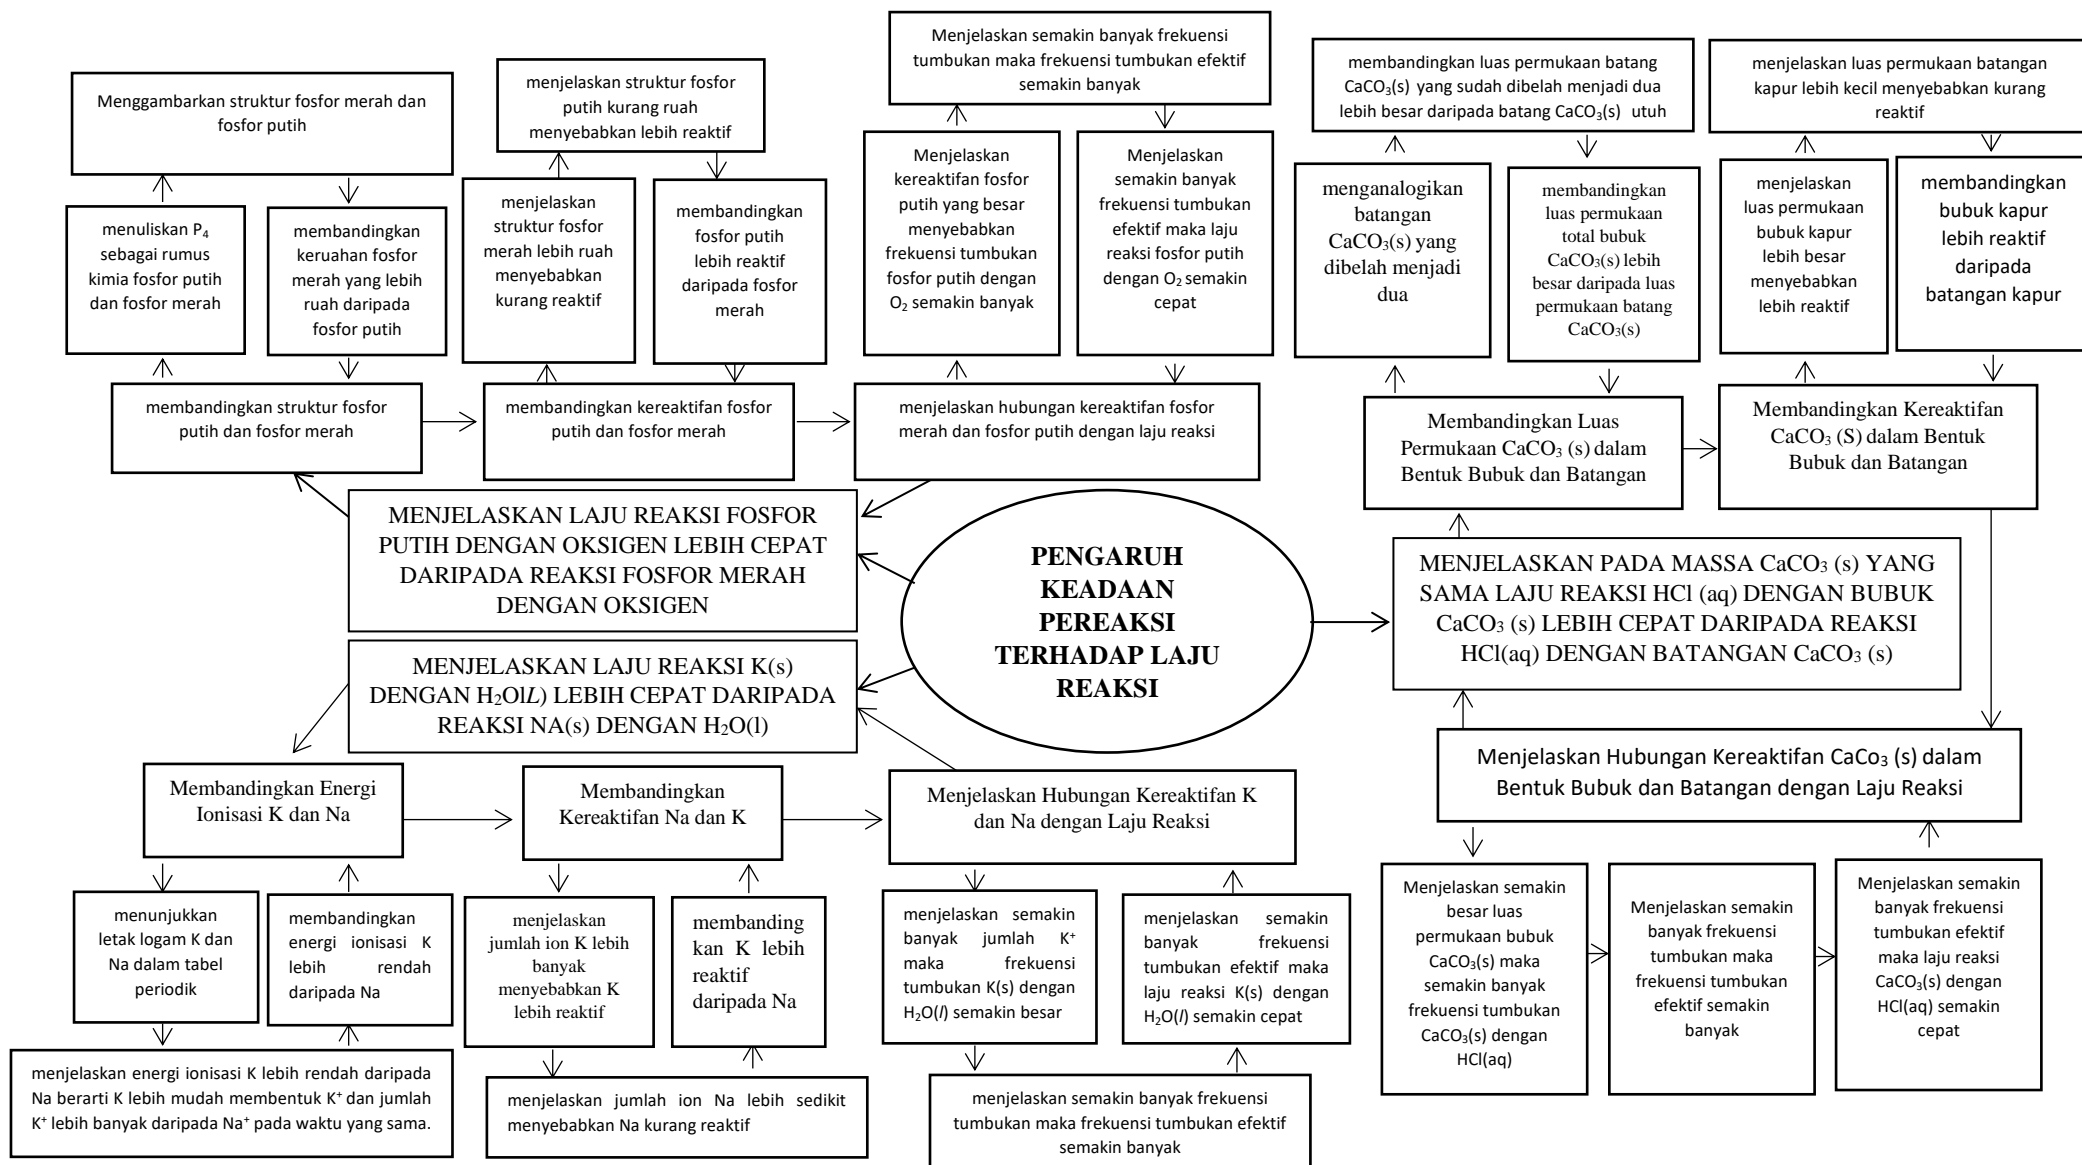 Menggambarkan struktur fosfor merah dan
fosfor putih
menjelaskan struktur fosfor
putih kurang ruah
menyebabkan lebih reaktif
Menjelaskan semakin banyak frekuensi
tumbukan maka frekuensi tumbukan efektif
semakin banyak
membandingkan luas permukaan batang
CaCO₃(s) yang sudah dibelah menjadi dua
lebih besar daripada batang CaCO₃(s) utuh
menjelaskan luas permukaan batangan
kapur lebih kecil menyebabkan kurang
reaktif
menuliskan P₄
sebagai rumus
kimia fosfor putih
dan fosfor merah
membandingkan
keruahan fosfor
merah yang lebih
ruah daripada
fosfor putih
menjelaskan
struktur fosfor
merah lebih ruah
menyebabkan
kurang reaktif
membandingkan
fosfor putih
lebih reaktif
daripada fosfor
merah
Menjelaskan
kereaktifan fosfor
putih yang besar
menyebabkan
frekuensi tumbukan
fosfor putih dengan
O₂ semakin banyak
Menjelaskan
semakin banyak
frekuensi tumbukan
efektif maka laju
reaksi fosfor putih
dengan O₂ semakin
cepat
menganalogikan
batangan
CaCO₃(s) yang
dibelah menjadi
dua
membandingkan
luas permukaan
total bubuk
CaCO₃(s) lebih
besar daripada luas
permukaan batang
CaCO₃(s)
menjelaskan
luas permukaan
bubuk kapur
lebih besar
menyebabkan
lebih reaktif
membandingkan
bubuk kapur
lebih reaktif
daripada
batangan kapur
membandingkan struktur fosfor
putih dan fosfor merah
membandingkan kereaktifan fosfor
putih dan fosfor merah
menjelaskan hubungan kereaktifan fosfor
merah dan fosfor putih dengan laju reaksi
Membandingkan Luas
Permukaan CaCO₃ (s) dalam
Bentuk Bubuk dan Batangan
Membandingkan Kereaktifan
CaCO₃ (S) dalam Bentuk
Bubuk dan Batangan
MENJELASKAN LAJU REAKSI FOSFOR
PUTIH DENGAN OKSIGEN LEBIH CEPAT
DARIPADA REAKSI FOSFOR MERAH
DENGAN OKSIGEN
PENGARUH
KEADAAN
PEREAKSI
TERHADAP LAJU
REAKSI
MENJELASKAN PADA MASSA CaCO₃ (s) YANG
SAMA LAJU REAKSI HCl (aq) DENGAN BUBUK
CaCO₃ (s) LEBIH CEPAT DARIPADA REAKSI
HCl(aq) DENGAN BATANGAN CaCO₃ (s)
MENJELASKAN LAJU REAKSI K(s)
DENGAN H₂OlL) LEBIH CEPAT DARIPADA
REAKSI NA(s) DENGAN H₂O(l)
Membandingkan Energi
Ionisasi K dan Na
Membandingkan
Kereaktifan Na dan K
Menjelaskan Hubungan Kereaktifan K
dan Na dengan Laju Reaksi
Menjelaskan Hubungan Kereaktifan CaCo₃ (s) dalam
Bentuk Bubuk dan Batangan dengan Laju Reaksi
menunjukkan
letak logam K dan
Na dalam tabel
periodik
membandingkan
energi ionisasi K
lebih rendah
daripada Na
menjelaskan
jumlah ion K lebih
banyak
menyebabkan K
lebih reaktif
membanding
kan K lebih
reaktif
daripada Na
menjelaskan semakin
banyak jumlah K⁺
maka frekuensi
tumbukan K(s) dengan
H₂O(l) semakin besar
menjelaskan semakin
banyak frekuensi
tumbukan efektif maka
laju reaksi K(s) dengan
H₂O(l) semakin cepat
Menjelaskan semakin
besar luas
permukaan bubuk
CaCO₃(s) maka
semakin banyak
frekuensi tumbukan
CaCO₃(s) dengan
HCl(aq)
Menjelaskan semakin
banyak frekuensi
tumbukan maka
frekuensi tumbukan
efektif semakin
banyak
Menjelaskan semakin
banyak frekuensi
tumbukan efektif
maka laju reaksi
CaCO₃(s) dengan
HCl(aq) semakin
cepat
menjelaskan energi ionisasi K lebih rendah daripada
Na berarti K lebih mudah membentuk K⁺ dan jumlah
K⁺ lebih banyak daripada Na⁺ pada waktu yang sama.
menjelaskan jumlah ion Na lebih sedikit
menyebabkan Na kurang reaktif
menjelaskan semakin banyak frekuensi
tumbukan maka frekuensi tumbukan efektif
semakin banyak